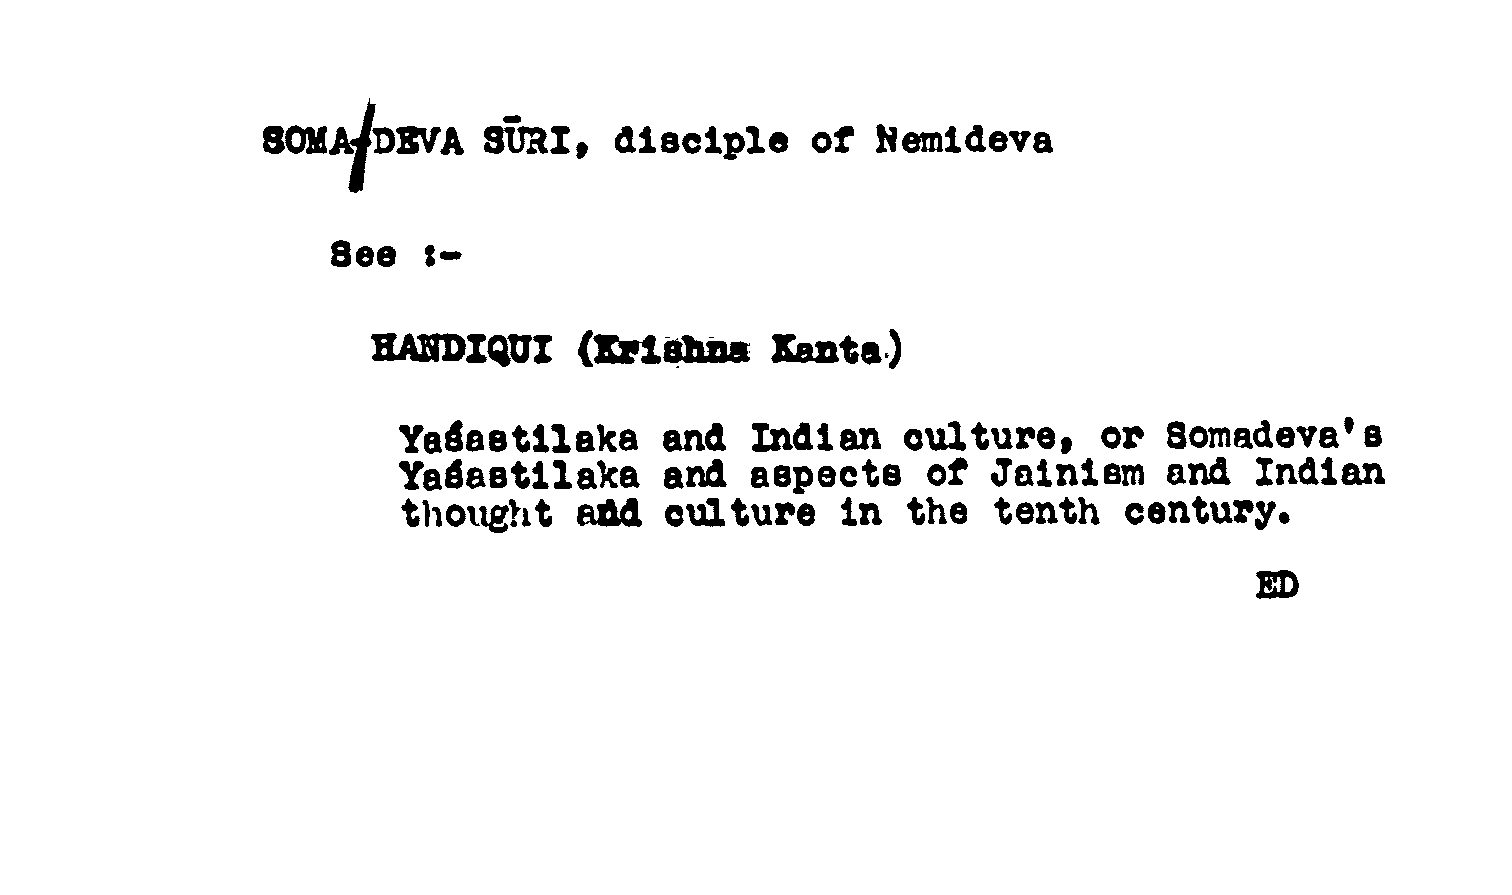 SOMA/DEVA SŪRI, disciple of Nemideva
See :-
HANDIQUI (Krishna Kanta)
Yaśastilaka and Indian culture, or Somadeva's
Yaśastilaka and aspects of Jainism and Indian
thought and culture in the tenth century.
ED